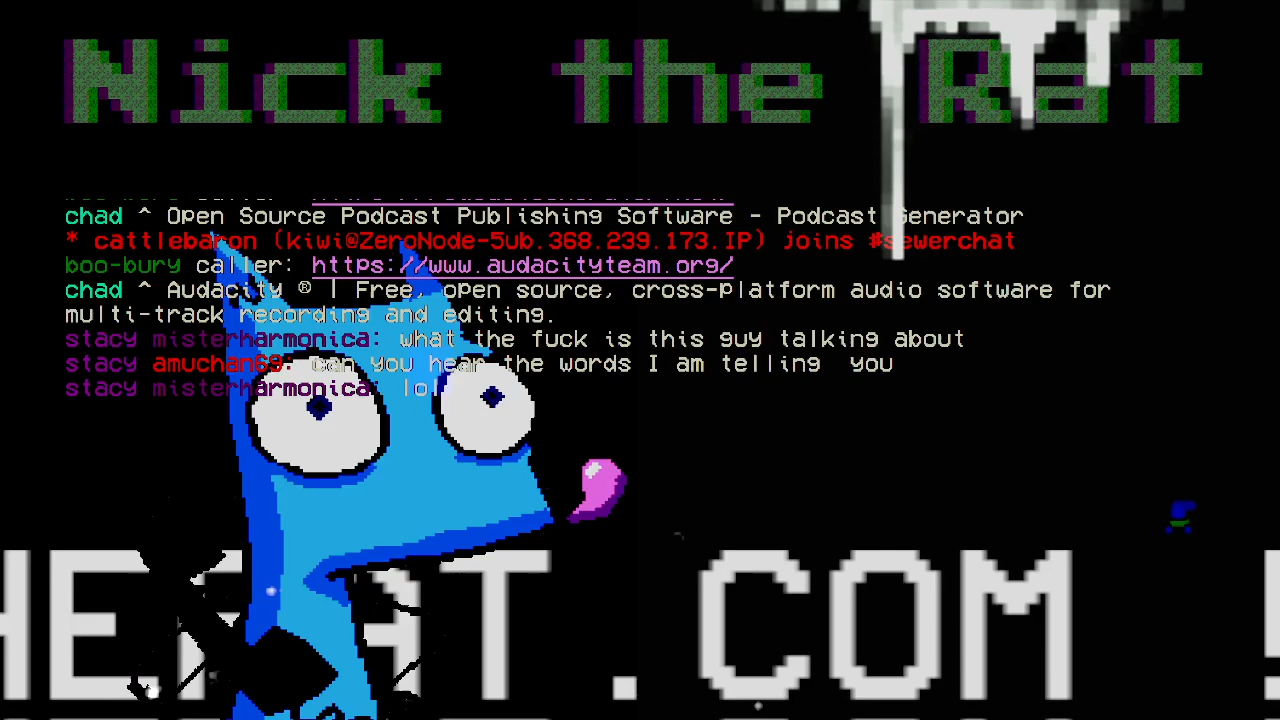 Nick the Rat
chad ^ Open Source Podcast Publishing Software - Podcast Generator
* cattlebaron (kiwi@ZeroNode-5ub.368.239.173.IP) joins #sewerchat
boo-bury caller: https://www.audacityteam.org/
chad ^ Audacity ® | Free, open source, cross-platform audio software for
multi-track recording and editing.
stacy misterharmonica: what the fuck is this guy talking about
stacy amuchan69: can you hear the words I am telling  you
stacy misterharmonica: lol
HERAT.COM !